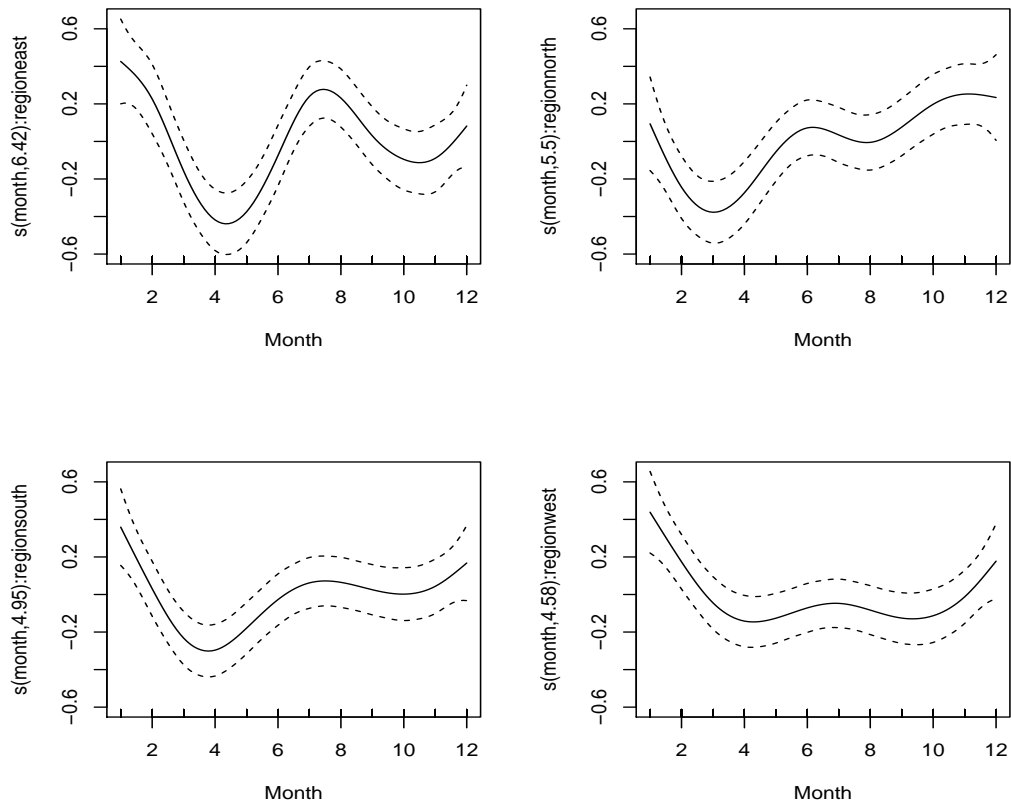 s(month,6.42):regioneast
0.6
0.2
−0.2
−0.6
2 4 6 8 10 12
Month
s(month,5.5):regionnorth
0.6
0.2
−0.2
−0.6
2 4 6 8 10 12
Month
s(month,4.95):regionsouth
0.6
0.2
−0.2
−0.6
2 4 6 8 10 12
Month
s(month,4.58):regionwest
0.6
0.2
−0.2
−0.6
2 4 6 8 10 12
Month